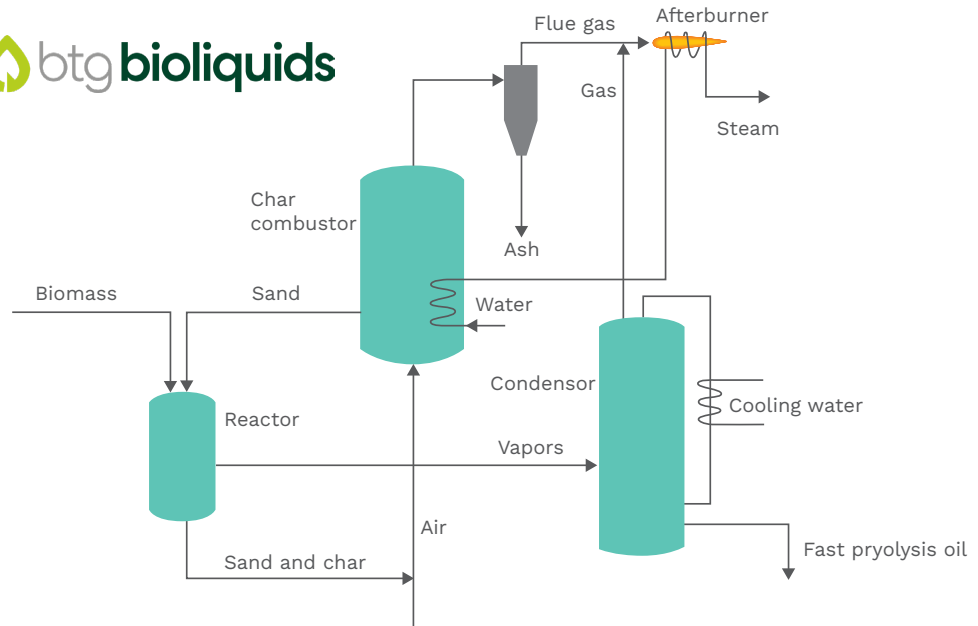 btg bioliquids
Flue gas
Afterburner
Gas
Steam
Char
combustor
Ash
Biomass
Sand
Water
Condensor
Cooling water
Reactor
Vapors
Air
Sand and char
Fast pryolysis oil